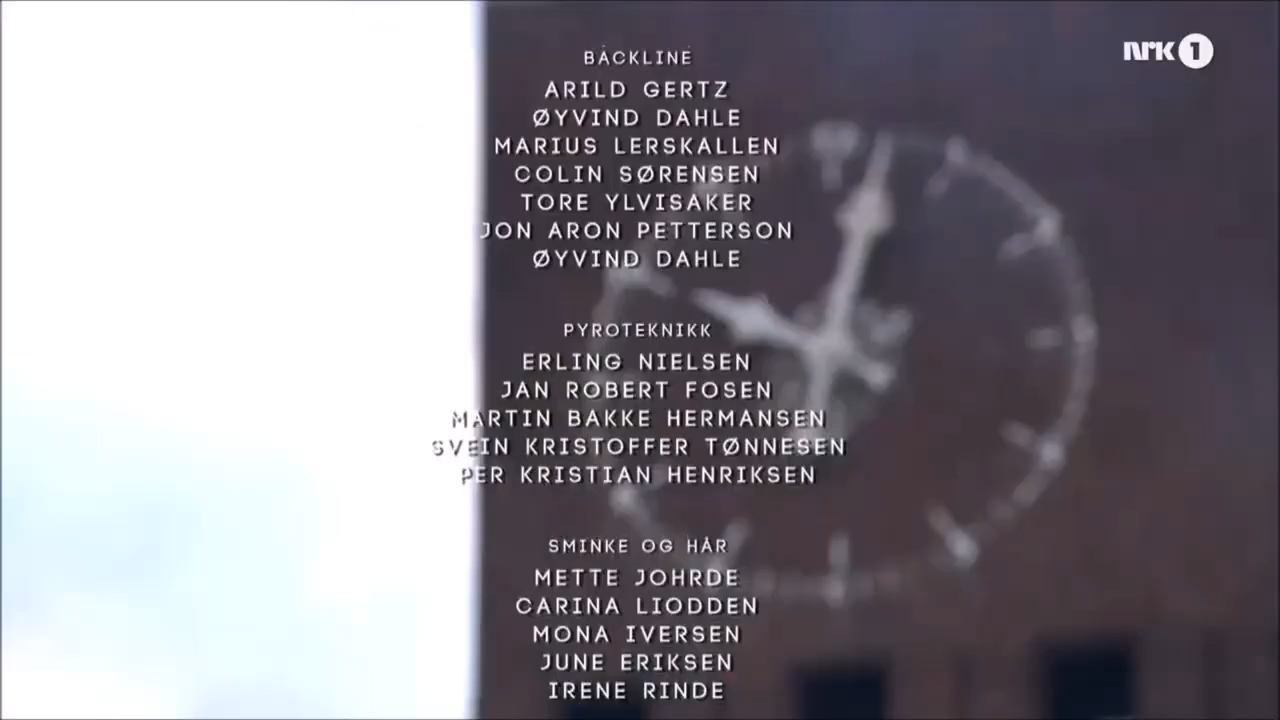 nrk 1
BACKLINE
ARILD GERTZ
ØYVIND DAHLE
MARIUS LERSKALLEN
COLIN SØRENSEN
TORE YLVISAKER
JON ARON PETTERSON
ØYVIND DAHLE
PYROTEKNIKK
ERLING NIELSEN
JAN ROBERT FOSEN
MARTIN BAKKE HERMANSEN
SVEIN KRISTOFFER TØNNESEN
PER KRISTIAN HENRIKSEN
SMINKE OG HÅR
METTE JOHRDE
CARINA LIODDEN
MONA IVERSEN
JUNE ERIKSEN
IRENE RINDE